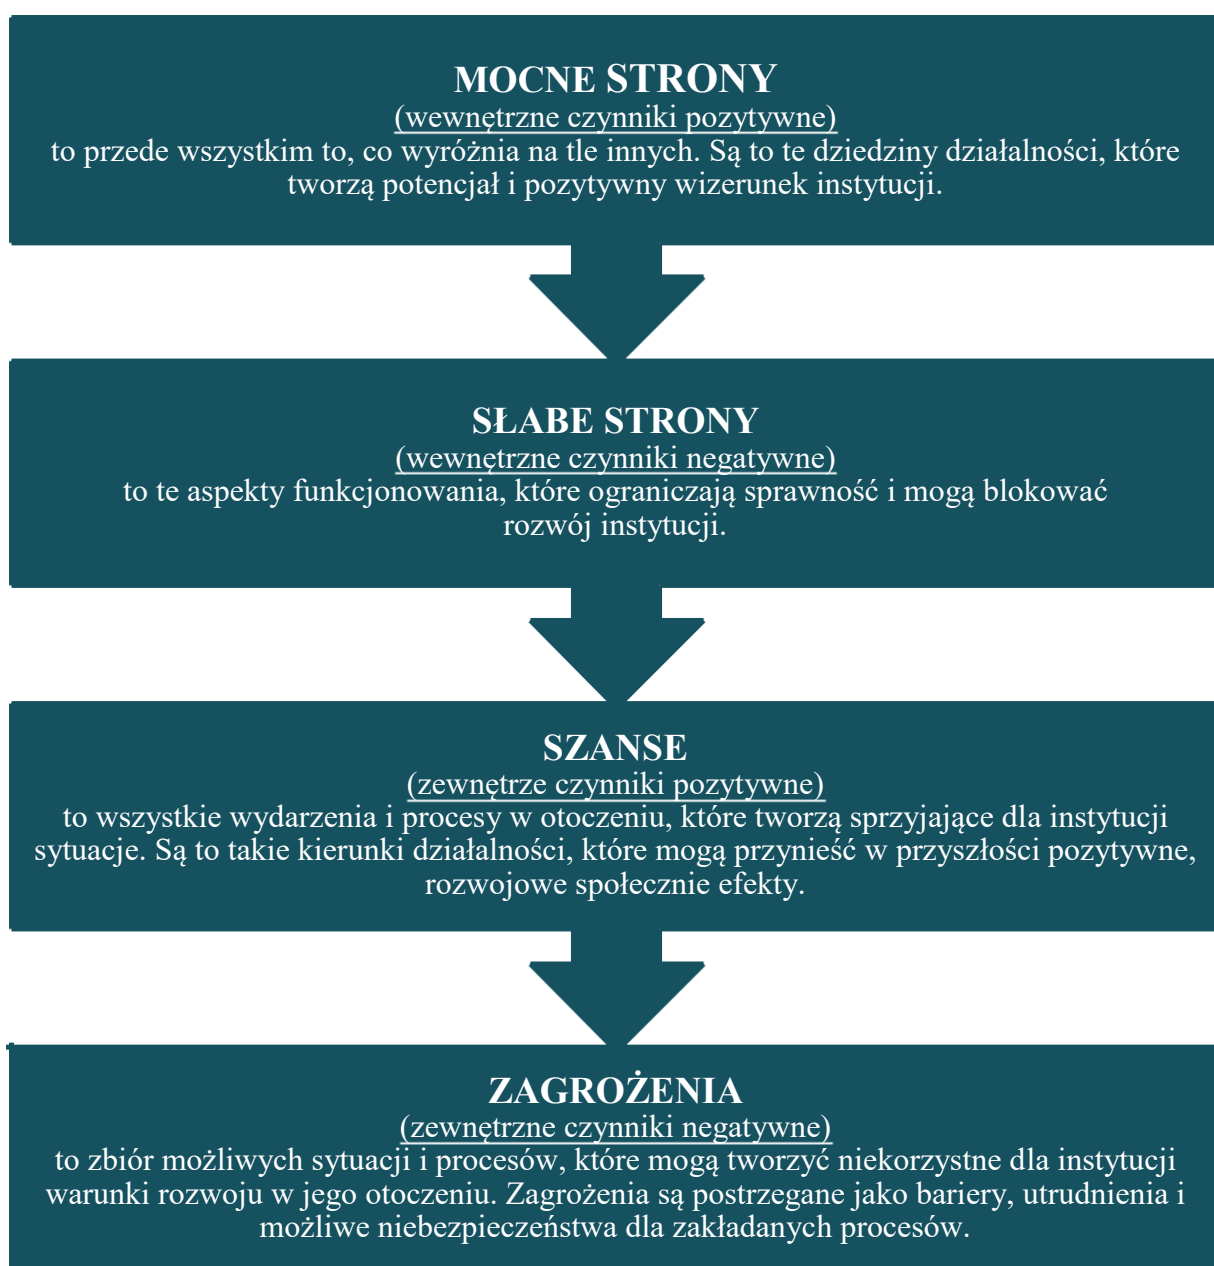 MOCNE STRONY
(wewnętrzne czynniki pozytywne)
to przede wszystkim to, co wyróżnia na tle innych. Są to te dziedziny działalności, które
tworzą potencjał i pozytywny wizerunek instytucji.
SŁABE STRONY
(wewnętrzne czynniki negatywne)
to te aspekty funkcjonowania, które ograniczają sprawność i mogą blokować
rozwój instytucji.
SZANSE
(zewnętrze czynniki pozytywne)
to wszystkie wydarzenia i procesy w otoczeniu, które tworzą sprzyjające dla instytucji
sytuacje. Są to takie kierunki działalności, które mogą przynieść w przyszłości pozytywne,
rozwojowe społecznie efekty.
ZAGROŻENIA
(zewnętrzne czynniki negatywne)
to zbiór możliwych sytuacji i procesów, które mogą tworzyć niekorzystne dla instytucji
warunki rozwoju w jego otoczeniu. Zagrożenia są postrzegane jako bariery, utrudnienia i
możliwe niebezpieczeństwa dla zakładanych procesów.